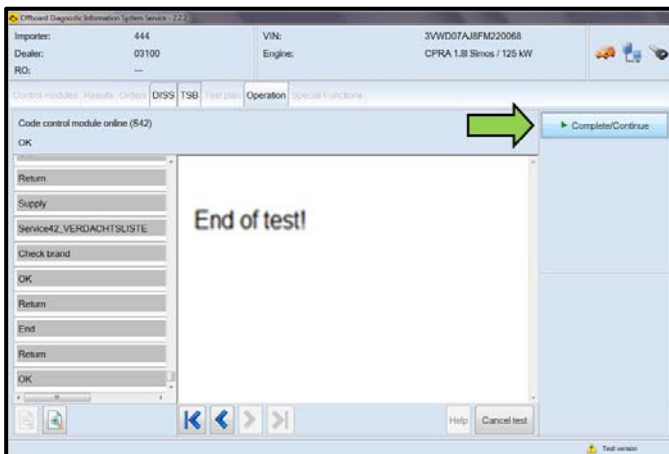 Offboard Diagnostic Information System Service - 2.2.2
Importer: 444 VIN: 3VWD07AJ8FM220068
Dealer: 03100 Engine: CPRA 1.8l Simos / 125 kW
RO: ---
Control modules Results Orders DISS TSB Test plan Operation Special Functions
Code control module online (S42)
OK
Complete/Continue
Return
Supply
Service42_VERDACHTSLISTE
Check brand
OK
Return
End
Return
OK
End of test!
Help Cancel test
Test version